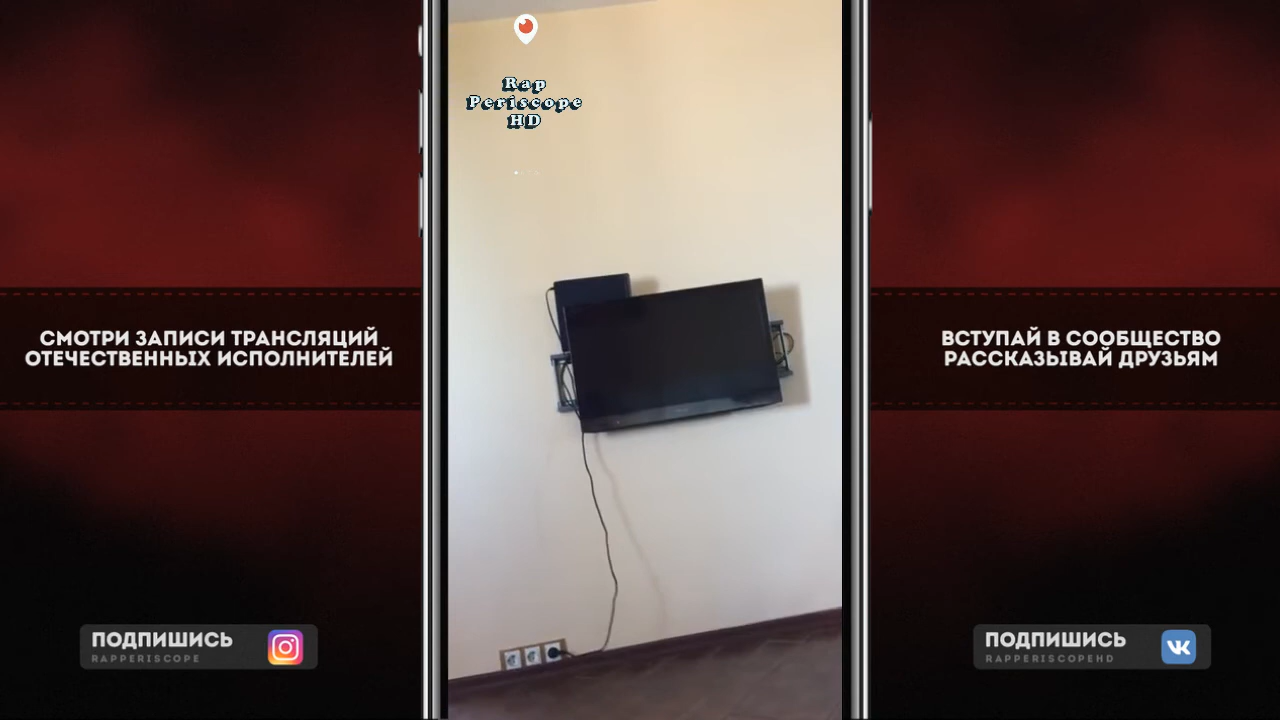 Rap
Periscope
HD
СМОТРИ ЗАПИСИ ТРАНСЛЯЦИЙ
ОТЕЧЕСТВЕННЫХ ИСПОЛНИТЕЛЕЙ
ВСТУПАЙ В СООБЩЕСТВО
РАССКАЗЫВАЙ ДРУЗЬЯМ
ПОДПИШИСЬ
RAPPERISCOPE
ПОДПИШИСЬ
RAPPERISCOPEHD